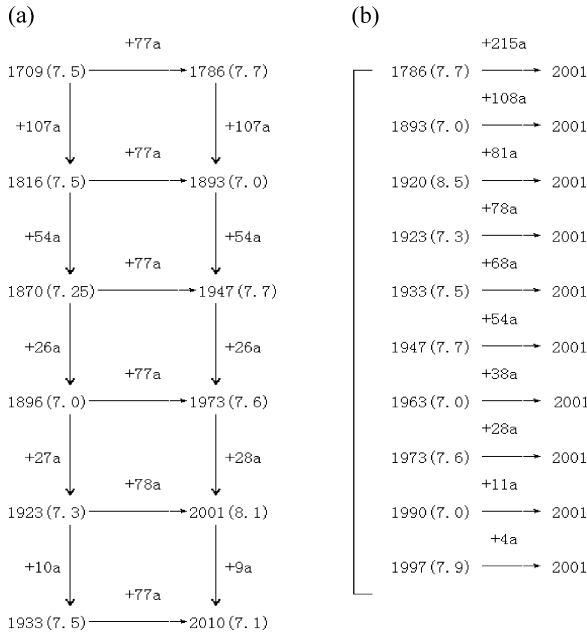 (a)
+77a
1709(7.5) 1786(7.7)
+107a +107a
+77a
1816(7.5) 1893(7.0)
+54a +54a
+77a
1870(7.25) 1947(7.7)
+26a +26a
+77a
1896(7.0) 1973(7.6)
+27a +28a
+78a
1923(7.3) 2001(8.1)
+10a +9a
+77a
1933(7.5) 2010(7.1)
(b)
+215a
1786(7.7) 2001
+108a
1893(7.0) 2001
+81a
1920(8.5) 2001
+78a
1923(7.3) 2001
+68a
1933(7.5) 2001
+54a
1947(7.7) 2001
+38a
1963(7.0) 2001
+28a
1973(7.6) 2001
+11a
1990(7.0) 2001
+4a
1997(7.9) 2001